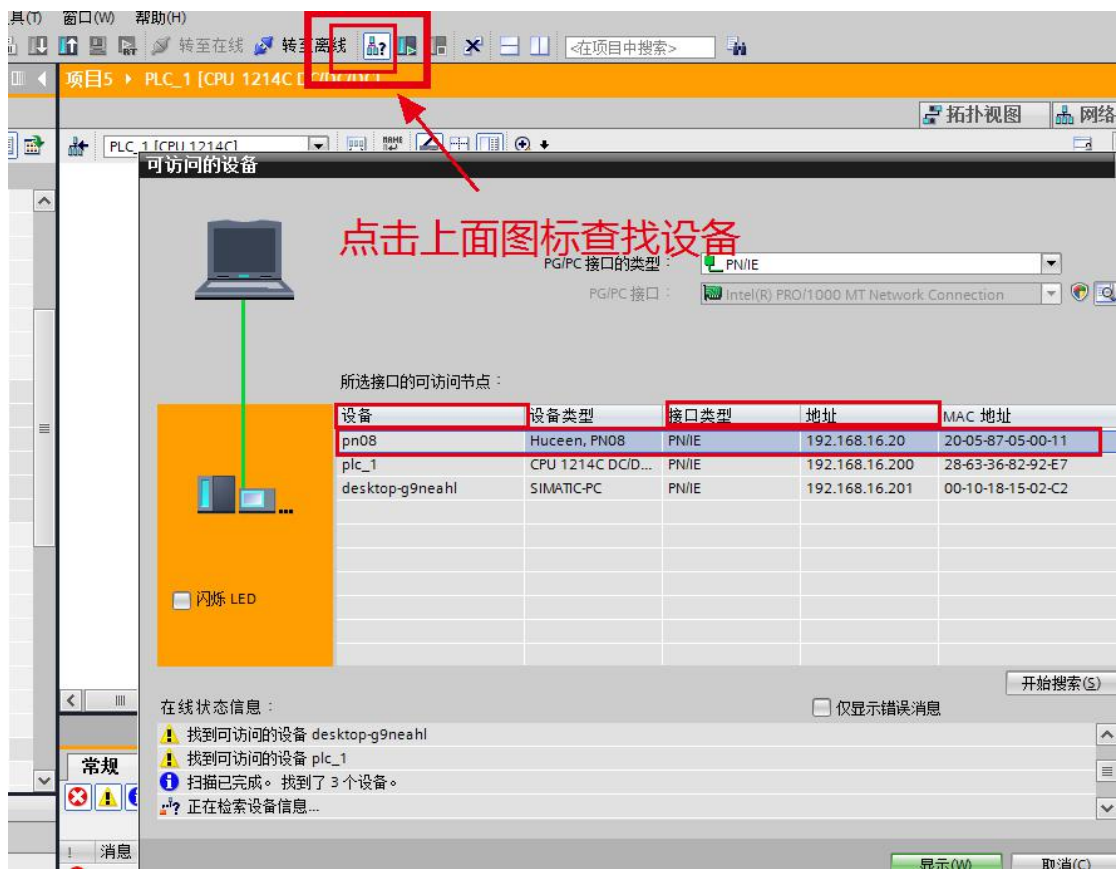 具(T) 窗口(W) 帮助(H)
转至在线 转至离线 <在项目中搜索>
项目5 PLC_1 [CPU 1214C DC/DC/DC]
拓扑视图 网络
PLC_1 [CPU 1214C]
可访问的设备
点击上面图标查找设备
PG/PC 接口的类型： PN/IE
PG/PC 接口： Intel(R) PRO/1000 MT Network Connection
所选接口的可访问节点：
设备 设备类型 接口类型 地址 MAC 地址
pn08 Huceen, PN08 PN/IE 192.168.16.20 20-05-87-05-00-11
plc_1 CPU 1214C DC/D... PN/IE 192.168.16.200 28-63-36-82-92-E7
desktop-g9neahl SIMATIC-PC PN/IE 192.168.16.201 00-10-18-15-02-C2
闪烁 LED
开始搜索(S)
在线状态信息： 仅显示错误消息
找到可访问的设备 desktop-g9neahl
找到可访问的设备 plc_1
扫描已完成。找到了 3 个设备。
正在检索设备信息...
常规
! 消息
显示(W) 取消(C)